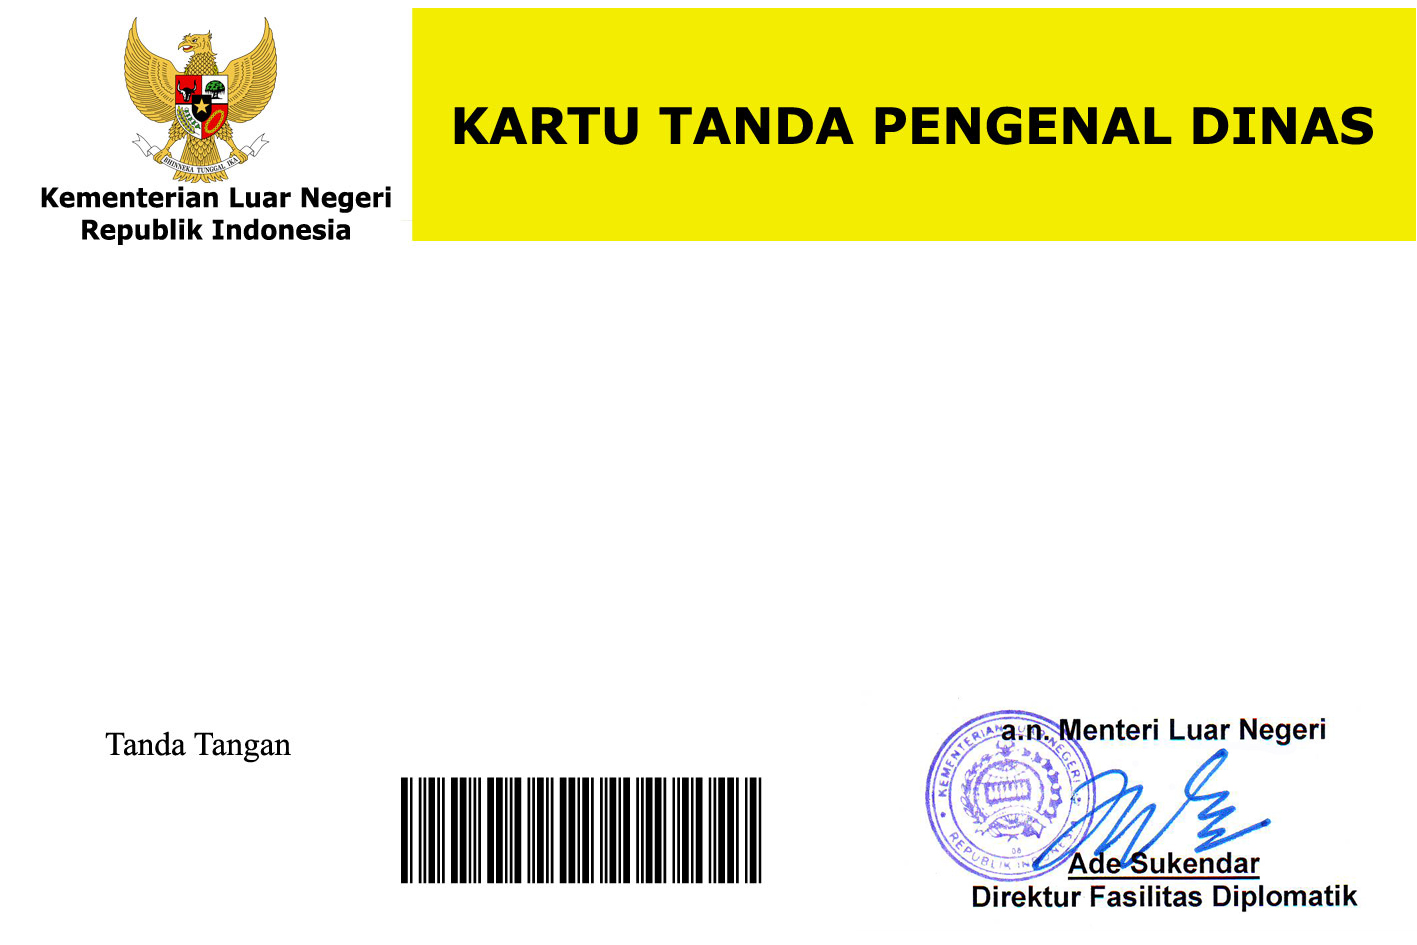 BHINNEKA TUNGGAL IKA
Kementerian Luar Negeri
Republik Indonesia
KARTU TANDA PENGENAL DINAS
Tanda Tangan
a.n. Menteri Luar Negeri
KEMENTERIAN LUAR NEGERI
REPUBLIK INDONESIA
08
Ade Sukendar
Direktur Fasilitas Diplomatik